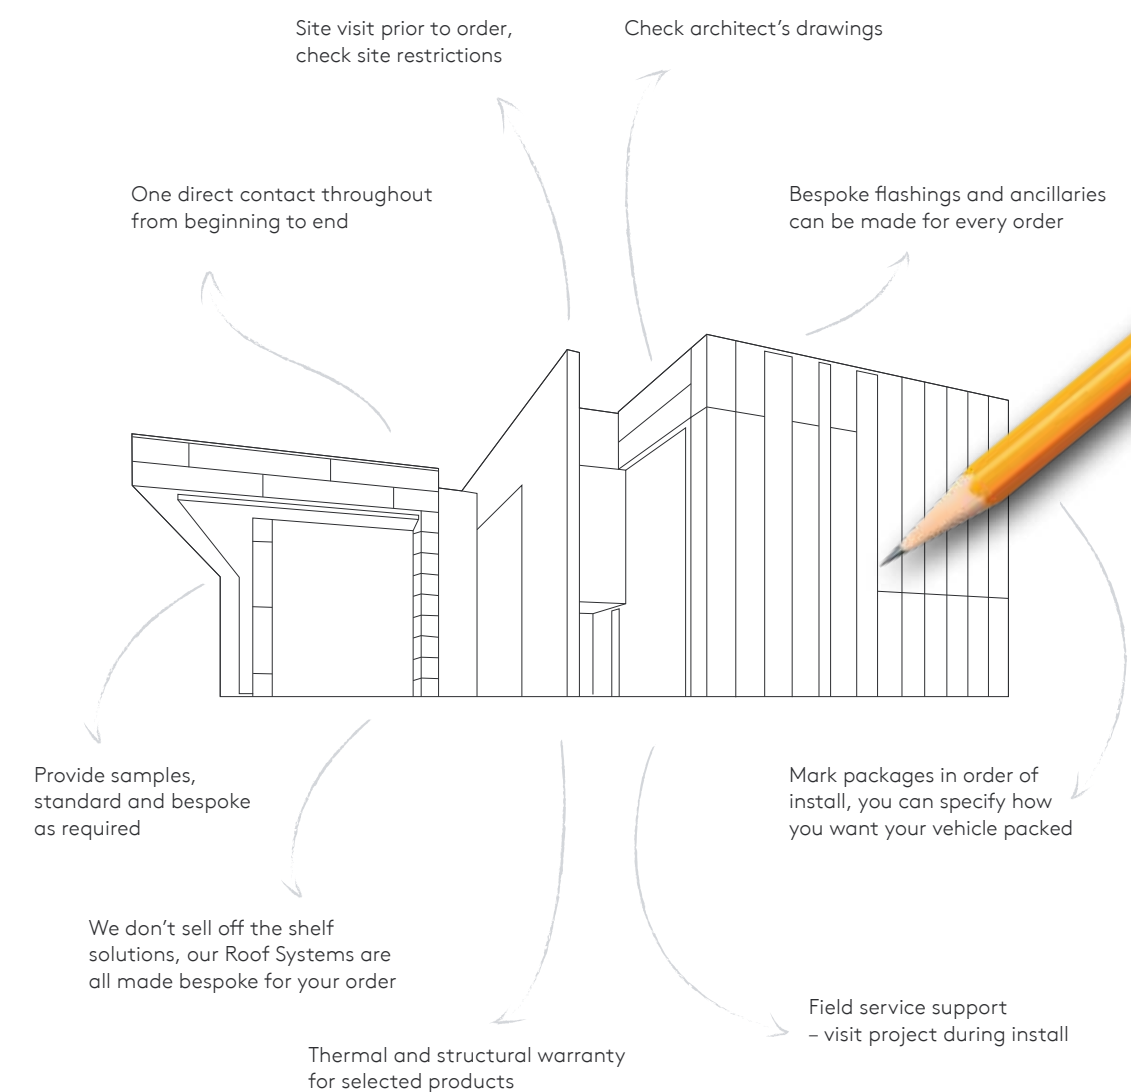 Site visit prior to order,
check site restrictions
Check architect’s drawings
One direct contact throughout
from beginning to end
Bespoke flashings and ancillaries
can be made for every order
Provide samples,
standard and bespoke
as required
Mark packages in order of
install, you can specify how
you want your vehicle packed
We don’t sell off the shelf
solutions, our Roof Systems are
all made bespoke for your order
Field service support
– visit project during install
Thermal and structural warranty
for selected products